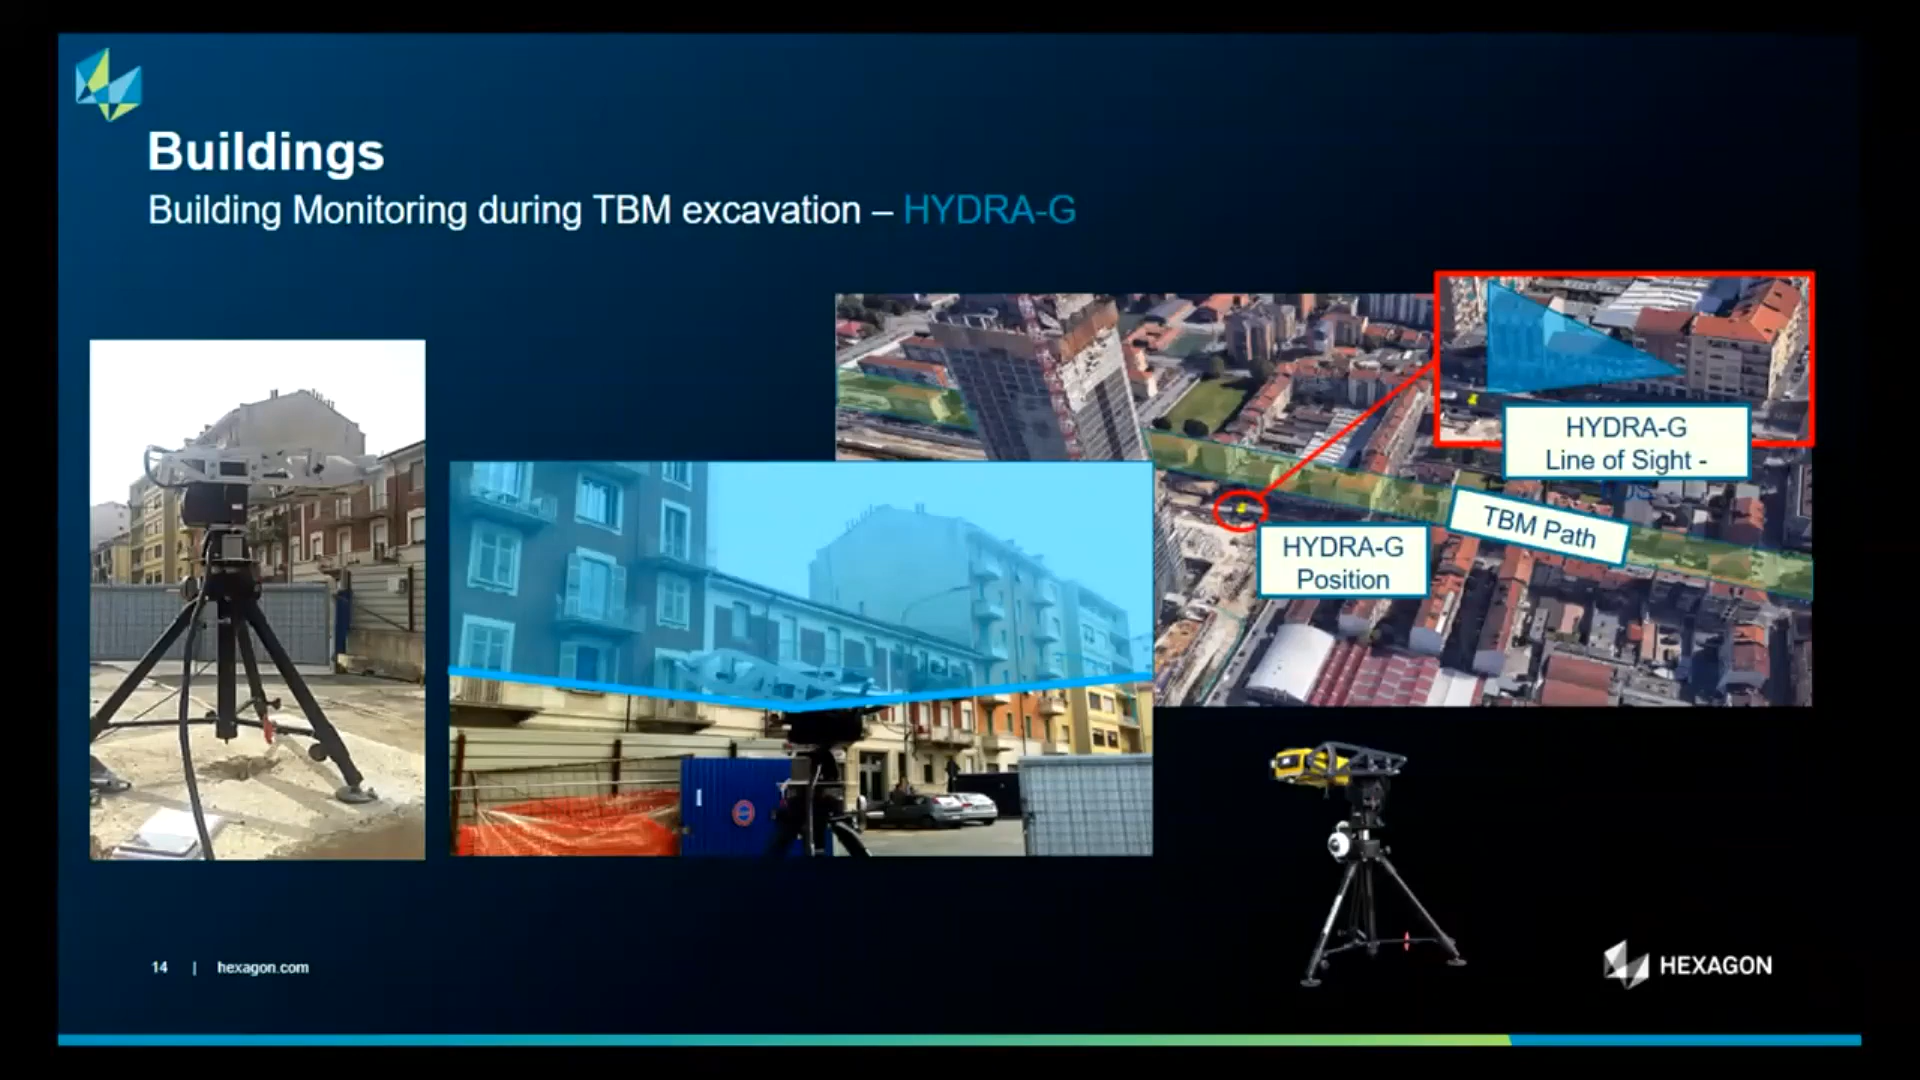 Buildings
Building Monitoring during TBM excavation – HYDRA-G
HYDRA-G
Line of Sight -
TBM Path
HYDRA-G
Position
14 | hexagon.com
HEXAGON